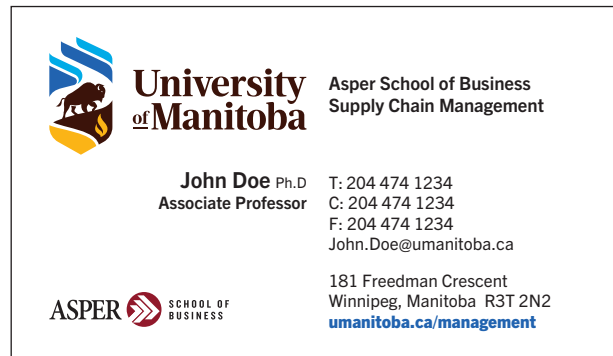 University
of Manitoba
Asper School of Business
Supply Chain Management
John Doe Ph.D
Associate Professor
T: 204 474 1234
C: 204 474 1234
F: 204 474 1234
John.Doe@umanitoba.ca
181 Freedman Crescent
Winnipeg, Manitoba R3T 2N2
umanitoba.ca/management
ASPER SCHOOL OF
BUSINESS